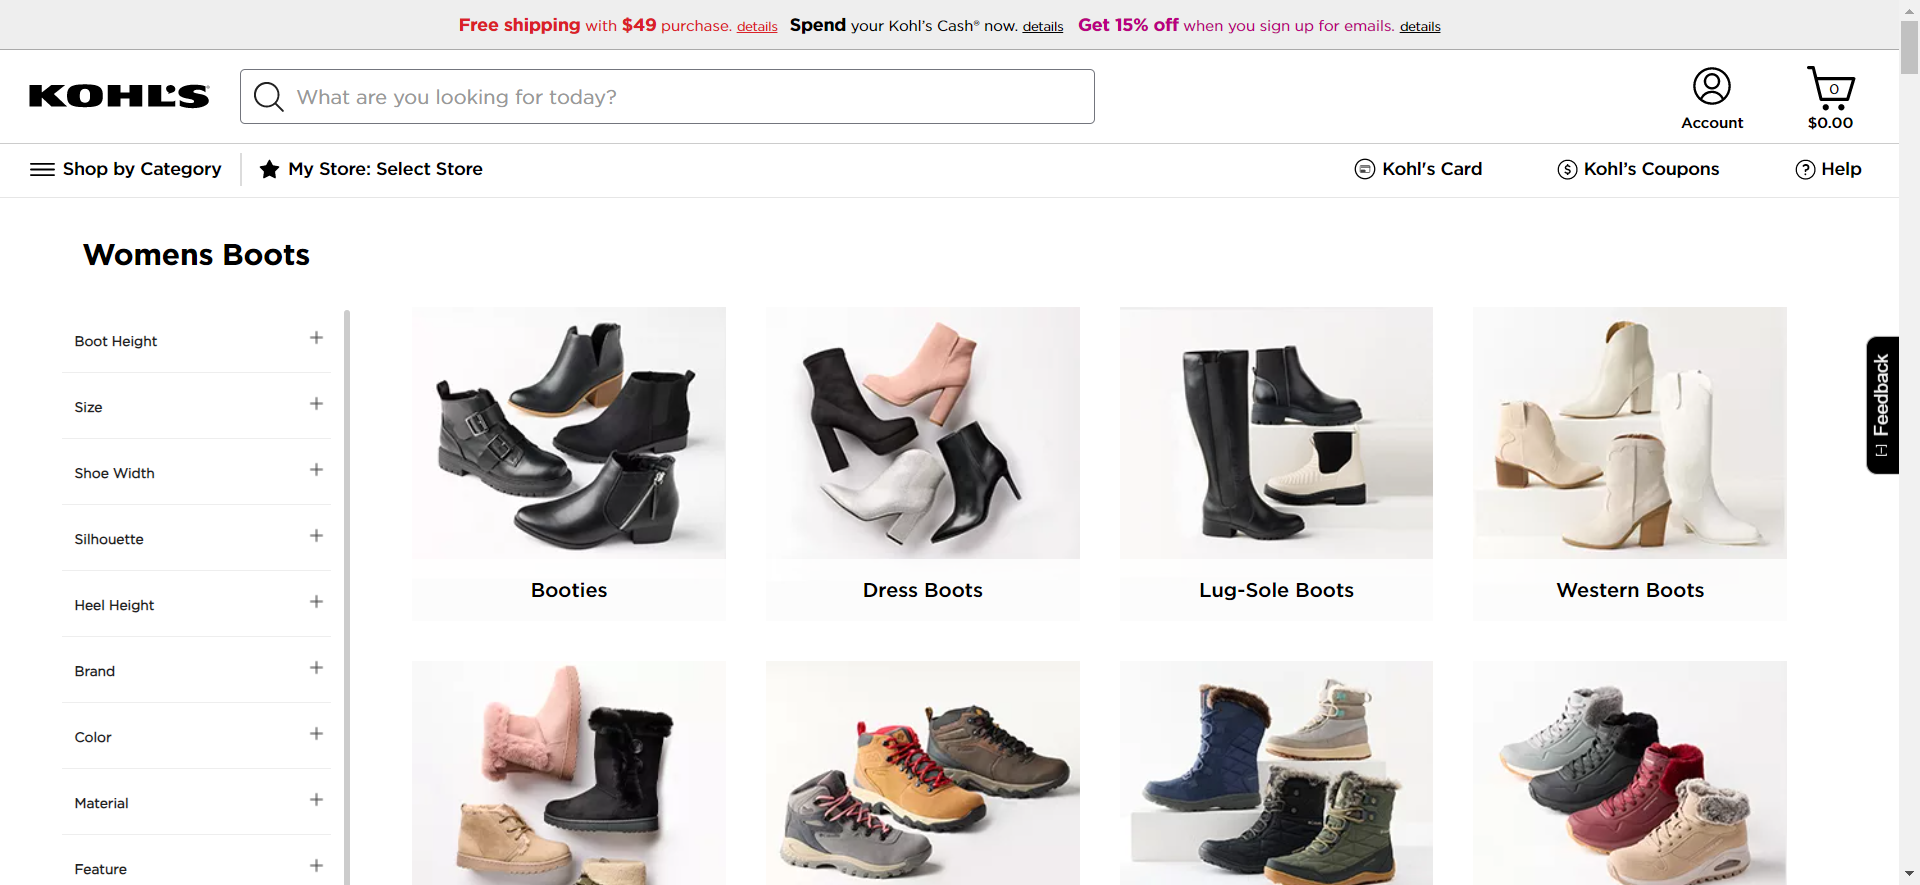 Free shipping with $49 purchase. details Spend your Kohl's Cash® now. details Get 15% off when you sign up for emails. details
KOHL'S
What are you looking for today?
0
Account
$0.00
Shop by Category
My Store: Select Store
Kohl's Card
$ Kohl's Coupons
? Help
Womens Boots
Boot Height +
Size +
Shoe Width +
Silhouette +
Heel Height +
Brand +
Color +
Material +
Feature +
Booties
Dress Boots
Lug-Sole Boots
Western Boots
[-] Feedback